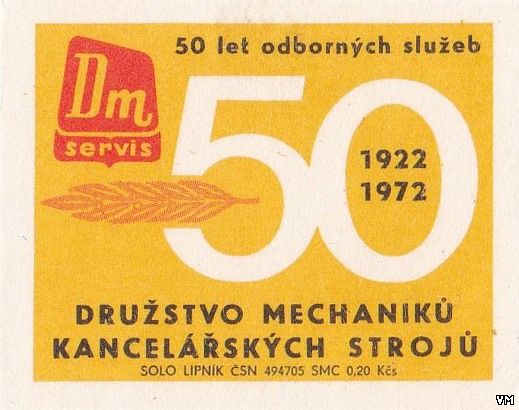 50 let odborných služeb
Dm
servis
50
1922
1972
DRUŽSTVO MECHANIKŮ
KANCELÁŘSKÝCH STROJŮ
SOLO LIPNÍK ČSN 494705 SMC 0,20 Kčs
VM